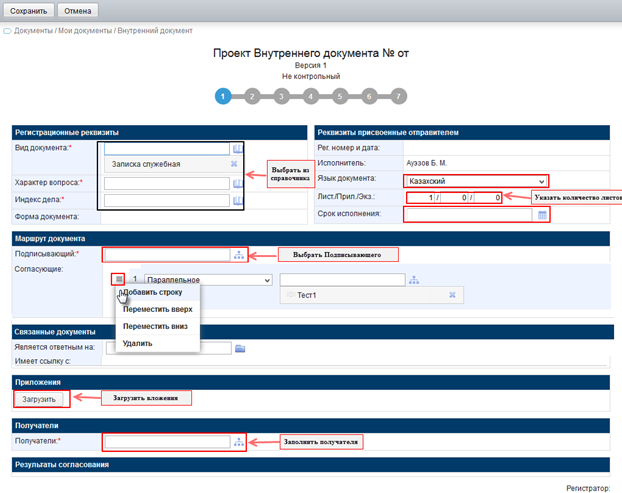 Сохранить Отмена
Документы / Мои документы / Внутренний документ
Проект Внутреннего документа № от
Версия 1
Не контрольный
1 2 3 4 5 6 7
Регистрационные реквизиты
Вид документа:*
Записка служебная
Характер вопроса:*
Индекс дела:*
Форма документа:
Выбрать из
справочника
Реквизиты присвоенные отправителем
Рег. номер и дата:
Исполнитель: Ауэзов Б. М.
Язык документа: Казахский
Лист/Прил./Экз.: 1 / 0 / 0
Указать количество листов
Срок исполнения:
Маршрут документа
Подписывающий:*
Выбрать Подписывающего
Согласующие:
1 Параллельное
Тест1
Добавить строку
Переместить вверх
Переместить вниз
Удалить
Связанные документы
Является ответным на:
Имеет ссылку с:
Приложения
Загрузить
Загрузить вложения
Получатели
Получатели:*
Заполнить получателя
Результаты согласования
Регистратор: